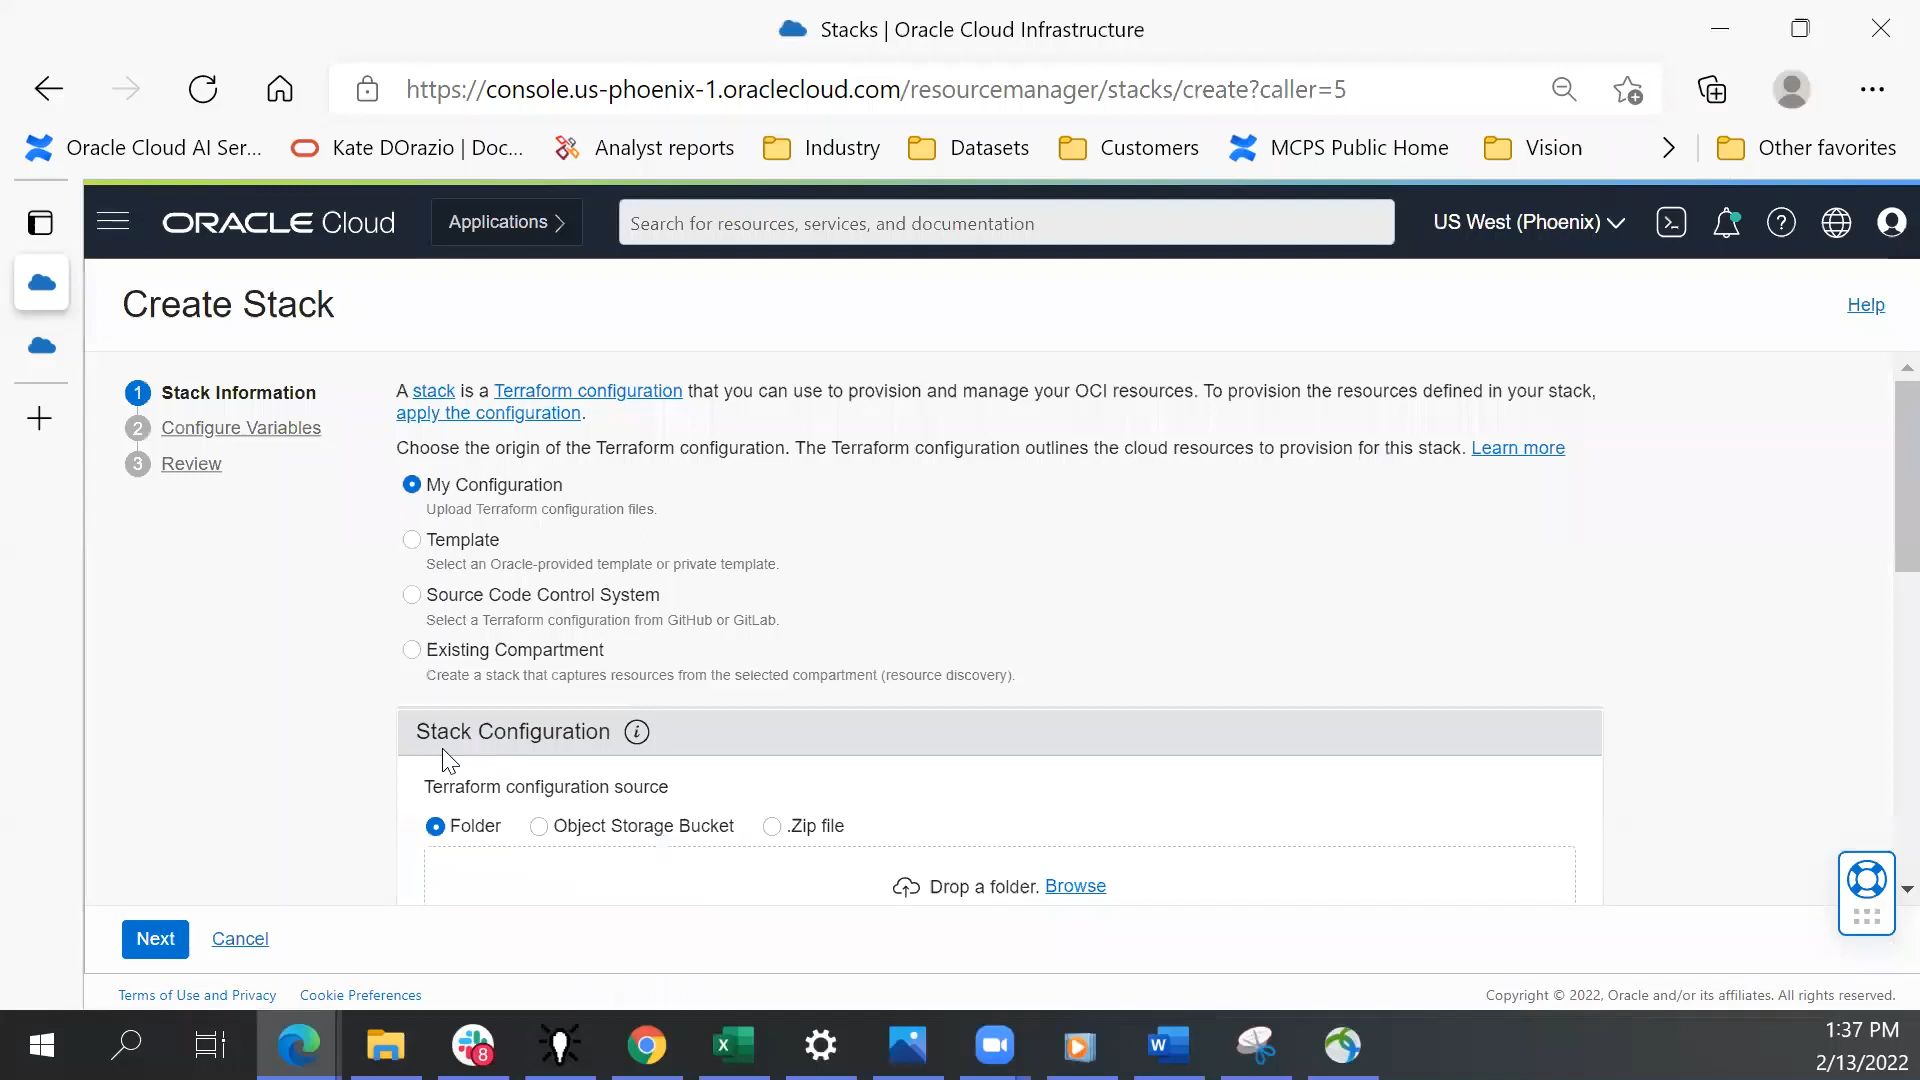 Stacks | Oracle Cloud Infrastructure
https://console.us-phoenix-1.oraclecloud.com/resourcemanager/stacks/create?caller=5
Oracle Cloud AI Ser... Kate DOrazio | Doc... Analyst reports Industry Datasets Customers MCPS Public Home Vision Other favorites
ORACLE Cloud Applications Search for resources, services, and documentation US West (Phoenix)
Create Stack Help
1 Stack Information
2 Configure Variables
3 Review
A stack is a Terraform configuration that you can use to provision and manage your OCI resources. To provision the resources defined in your stack,
apply the configuration.
Choose the origin of the Terraform configuration. The Terraform configuration outlines the cloud resources to provision for this stack. Learn more
My Configuration
Upload Terraform configuration files.
Template
Select an Oracle-provided template or private template.
Source Code Control System
Select a Terraform configuration from GitHub or GitLab.
Existing Compartment
Create a stack that captures resources from the selected compartment (resource discovery).
Stack Configuration i
Terraform configuration source
Folder Object Storage Bucket .Zip file
Drop a folder. Browse
Next Cancel
Terms of Use and Privacy Cookie Preferences Copyright © 2022, Oracle and/or its affiliates. All rights reserved.
8
1:37 PM
2/13/2022